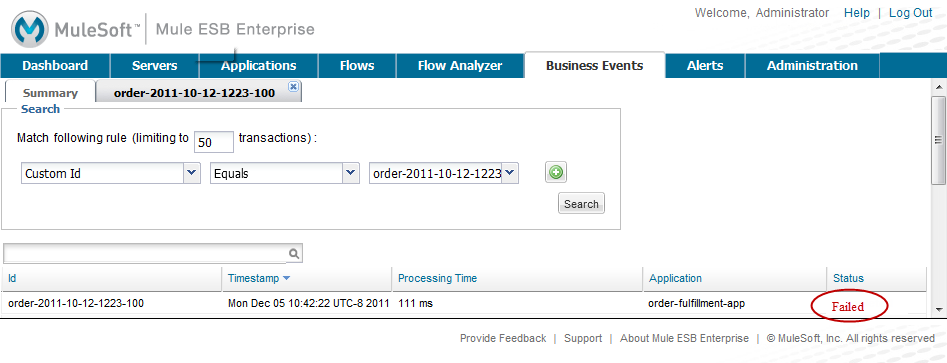 Welcome, Administrator Help | Log Out
MuleSoft™ | Mule ESB Enterprise
Dashboard Servers Applications Flows Flow Analyzer Business Events Alerts Administration
Summary order-2011-10-12-1223-100
Search
Match following rule (limiting to 50 transactions) :
Custom Id Equals order-2011-10-12-1223
Search
Id Timestamp Processing Time Application Status
order-2011-10-12-1223-100 Mon Dec 05 10:42:22 UTC-8 2011 111 ms order-fulfillment-app Failed
Provide Feedback | Support | About Mule ESB Enterprise | © MuleSoft, Inc. All rights reserved